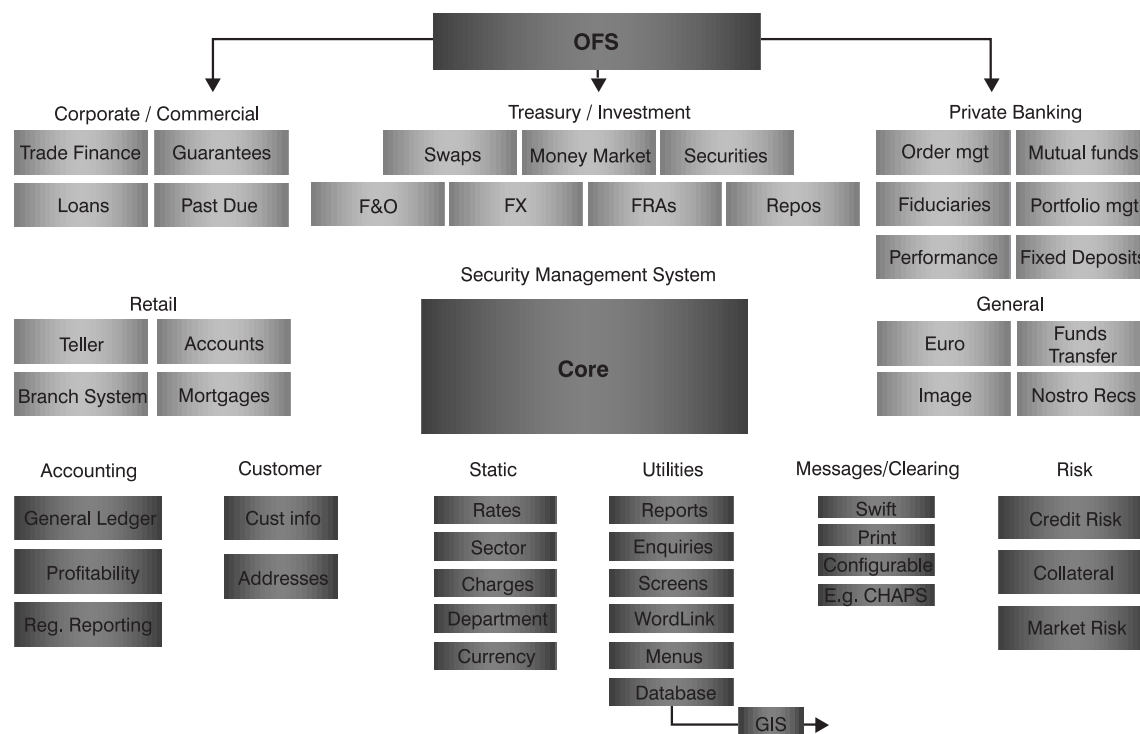 OFS
Corporate / Commercial
Treasury / Investment
Private Banking
Trade Finance
Guarantees
Loans
Past Due
Swaps
Money Market
Securities
F&O
FX
FRAs
Repos
Order mgt
Mutual funds
Fiduciaries
Portfolio mgt
Performance
Fixed Deposits
Security Management System
Core
Retail
Teller
Accounts
Branch System
Mortgages
General
Euro
Funds
Transfer
Image
Nostro Recs
Accounting
General Ledger
Profitability
Reg. Reporting
Customer
Cust info
Addresses
Static
Rates
Sector
Charges
Department
Currency
Utilities
Reports
Enquiries
Screens
WordLink
Menus
Database
GIS
Messages/Clearing
Swift
Print
Configurable
E.g. CHAPS
Risk
Credit Risk
Collateral
Market Risk